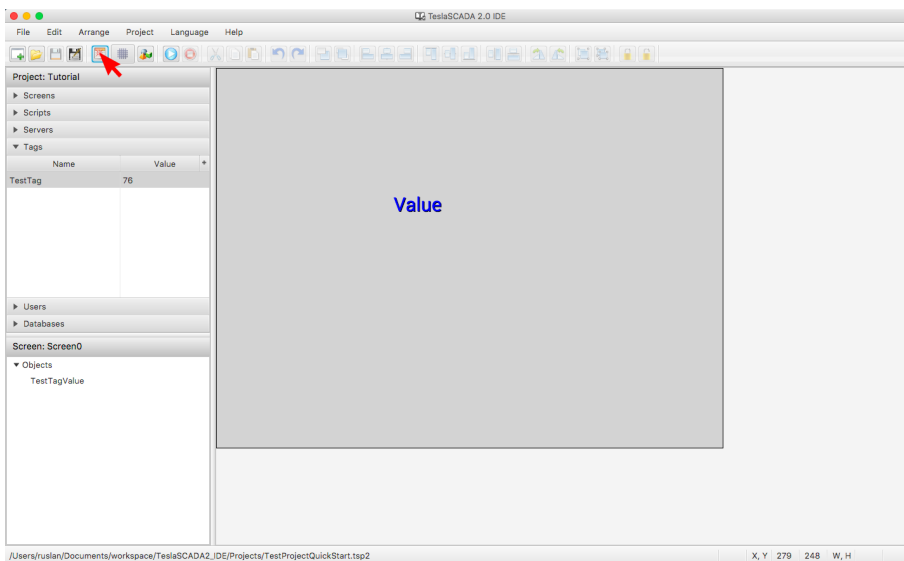 TeslaSCADA 2.0 IDE
File Edit Arrange Project Language Help
Project: Tutorial
Screens
Scripts
Servers
Tags
Name Value +
TestTag 76
Value
Users
Databases
Screen: Screen0
Objects
TestTagValue
/Users/ruslan/Documents/workspace/TeslaSCADA2_IDE/Projects/TestProjectQuickStart.tsp2 X, Y 279 248 W, H